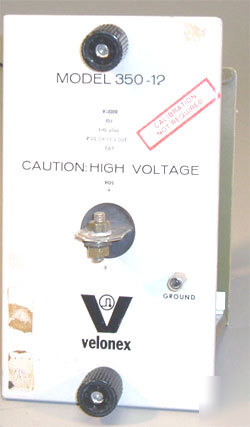 MODEL 350-12
CALIBRATION
NOT REQUIRED
CAUTION: HIGH VOLTAGE
POS
GROUND
V
velonex